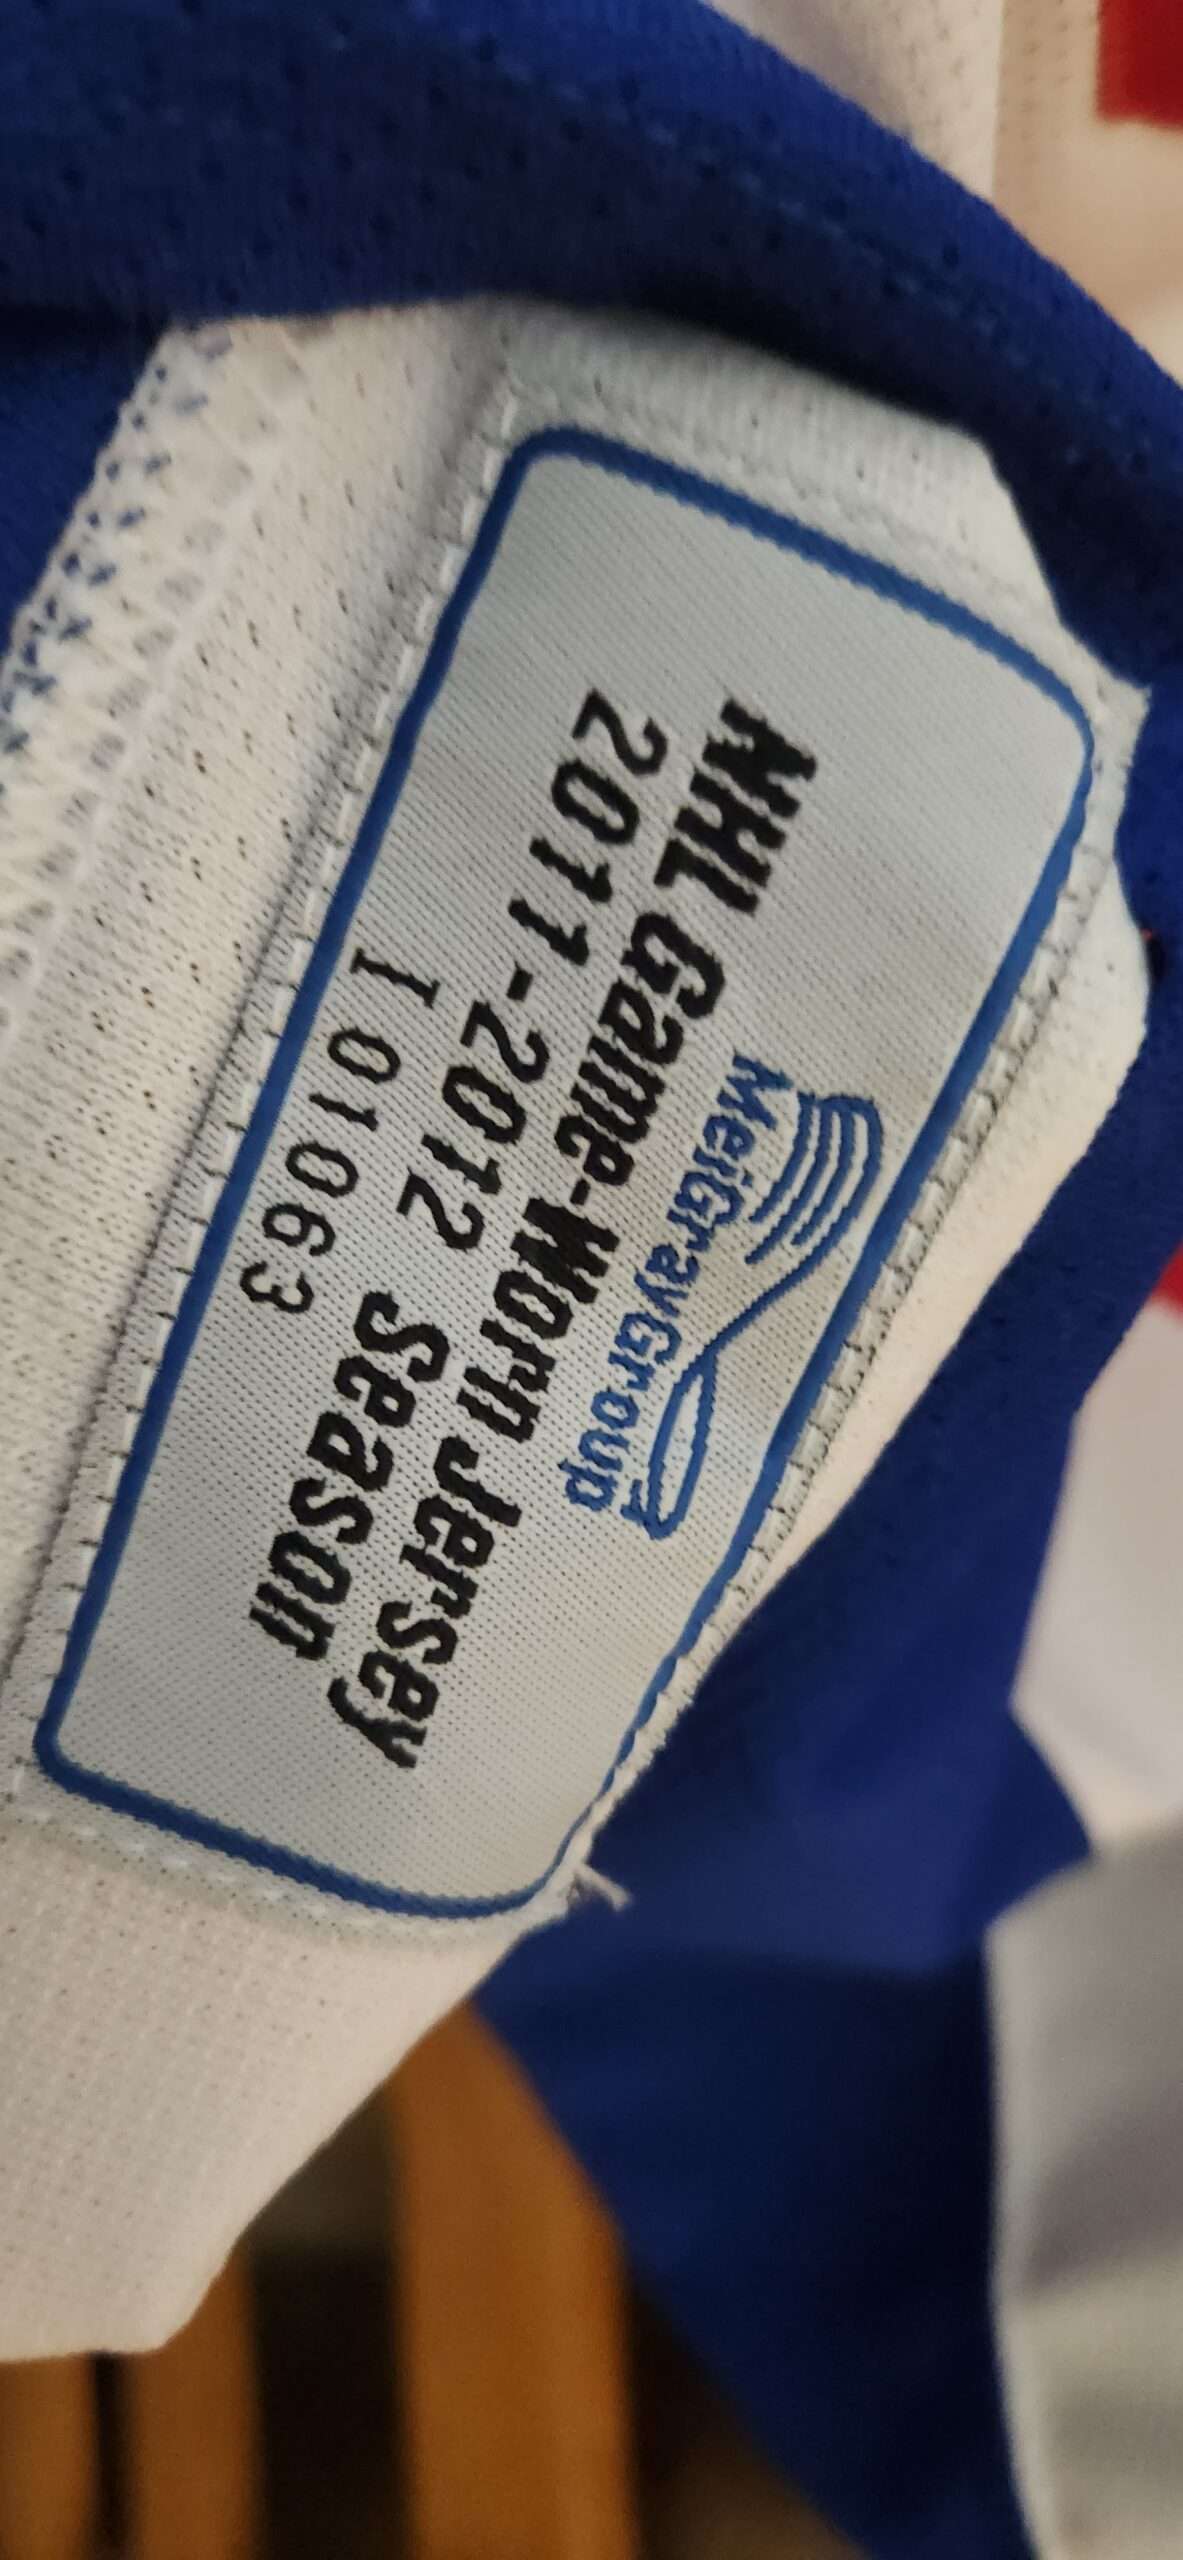 MeiGrayGroup
NHL Game-Worn Jersey
2011-2012 Season
I01063